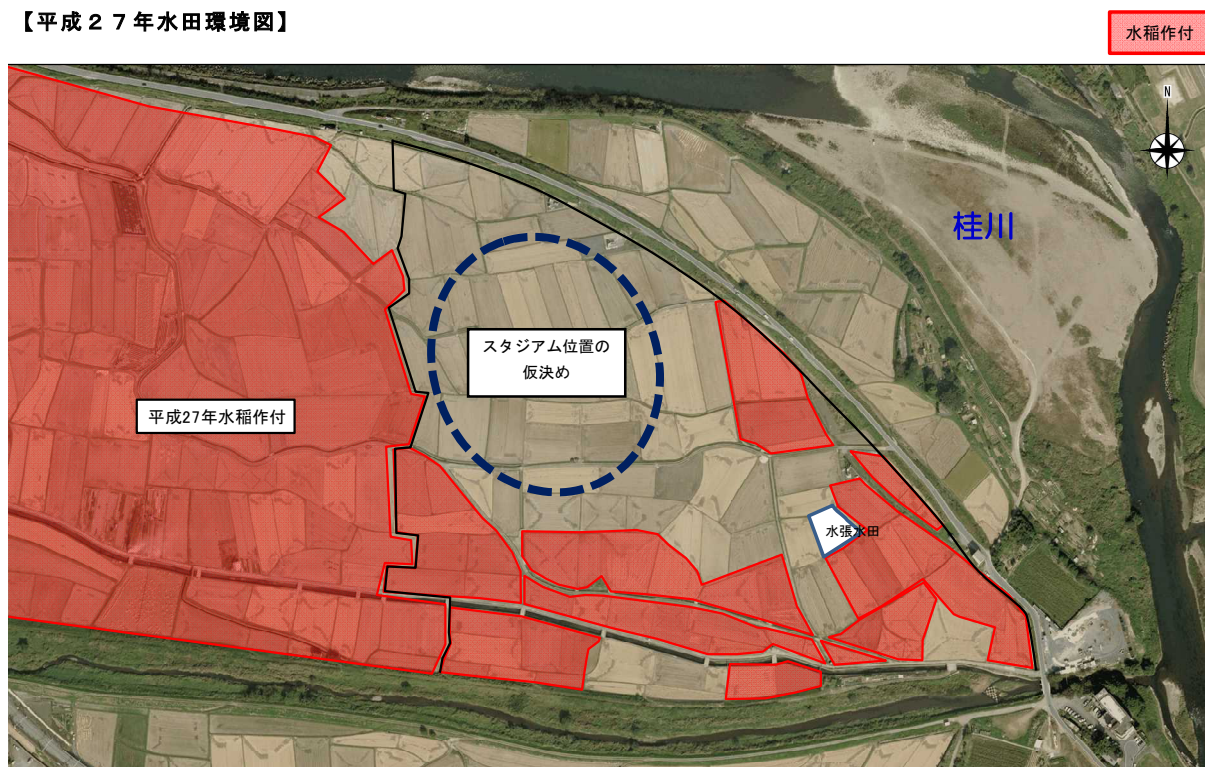 【平成２７年水田環境図】
水稲作付
N
桂川
スタジアム位置の
仮決め
平成27年水稲作付
水張水田